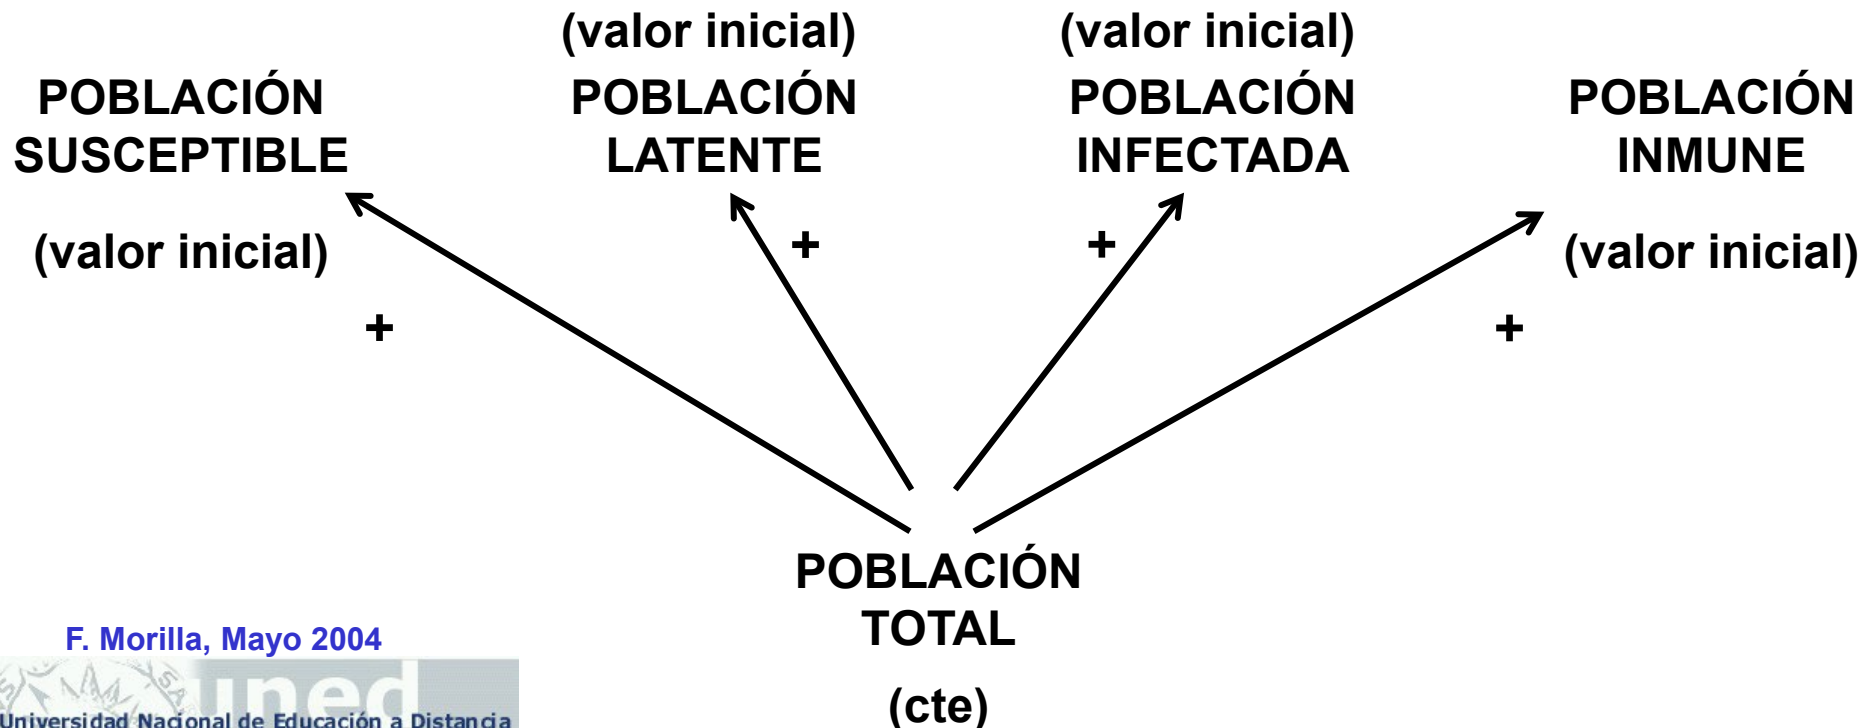 (valor inicial)
(valor inicial)
POBLACIÓN
SUSCEPTIBLE
POBLACIÓN
LATENTE
POBLACIÓN
INFECTADA
POBLACIÓN
INMUNE
(valor inicial)
+
+
(valor inicial)
+
+
POBLACIÓN
TOTAL
(cte)
F. Morilla, Mayo 2004
uned
Universidad Nacional de Educación a Distancia